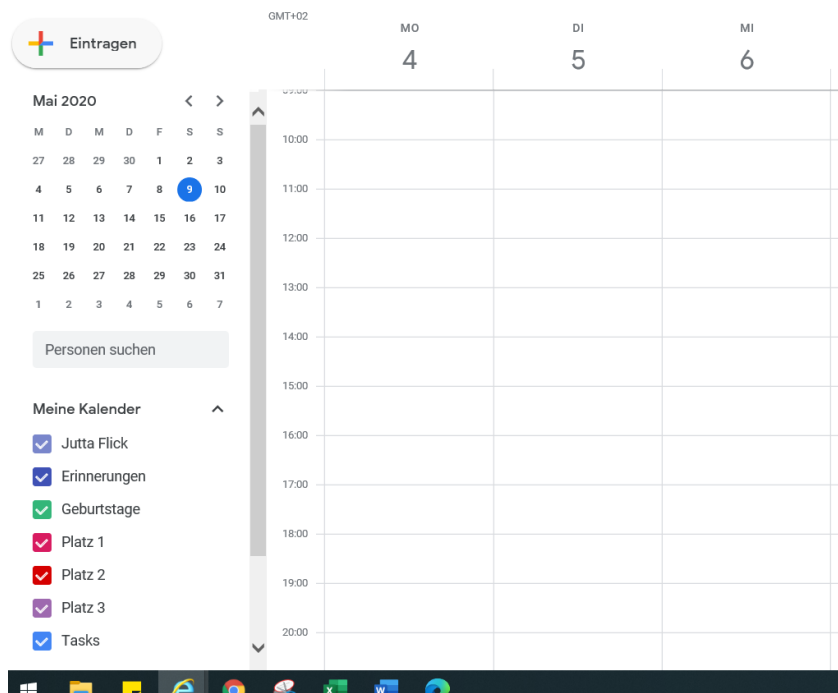 GMT+02
Eintragen
MO DI MI
4 5 6
Mai 2020
M D M D F S S
27 28 29 30 1 2 3
4 5 6 7 8 9 10
11 12 13 14 15 16 17
18 19 20 21 22 23 24
25 26 27 28 29 30 31
1 2 3 4 5 6 7
Personen suchen
Meine Kalender
Jutta Flick
Erinnerungen
Geburtstage
Platz 1
Platz 2
Platz 3
Tasks
09:00
10:00
11:00
12:00
13:00
14:00
15:00
16:00
17:00
18:00
19:00
20:00